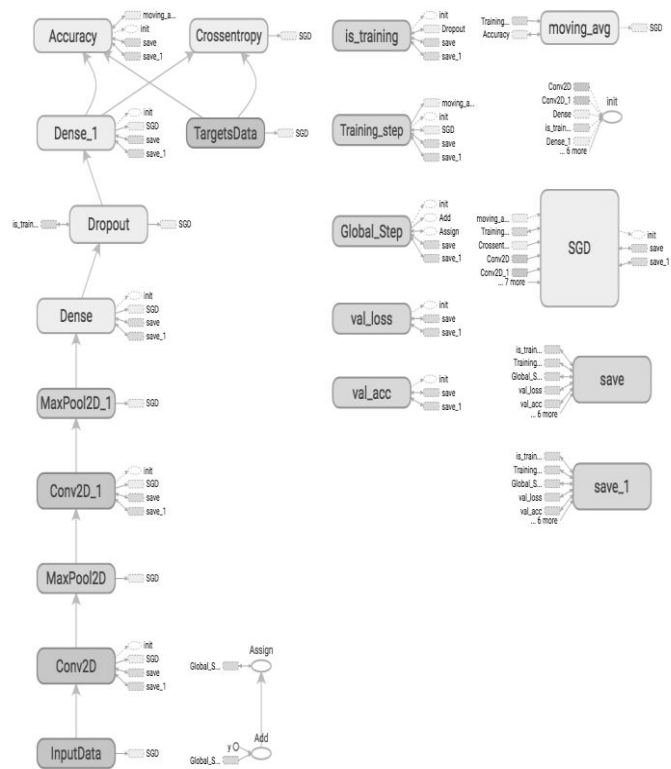 Accuracy
moving_a...
init
save
save_1
Crossentropy
SGD
is_training
init
Dropout
save
save_1
Training...
Accuracy
moving_avg
SGD
Dense_1
init
SGD
save
save_1
TargetsData
SGD
Training_step
moving_a...
init
SGD
save
save_1
Conv2D
Conv2D_1
Dense
is_train...
Dense_1
... 6 more
init
is_train...
Dropout
SGD
Global_Step
init
Add
Assign
save
save_1
moving_a...
Training...
Crossent...
Conv2D
Conv2D_1
... 7 more
SGD
init
save
save_1
Dense
init
SGD
save
save_1
val_loss
init
save
save_1
MaxPool2D_1
SGD
val_acc
init
save
save_1
is_train...
Training...
Global_S...
val_loss
val_acc
... 6 more
save
Conv2D_1
init
SGD
save
save_1
is_train...
Training...
Global_S...
val_loss
val_acc
... 6 more
save_1
MaxPool2D
SGD
Conv2D
init
SGD
save
save_1
Assign
Global_S...
InputData
SGD
Add
y
Global_S...